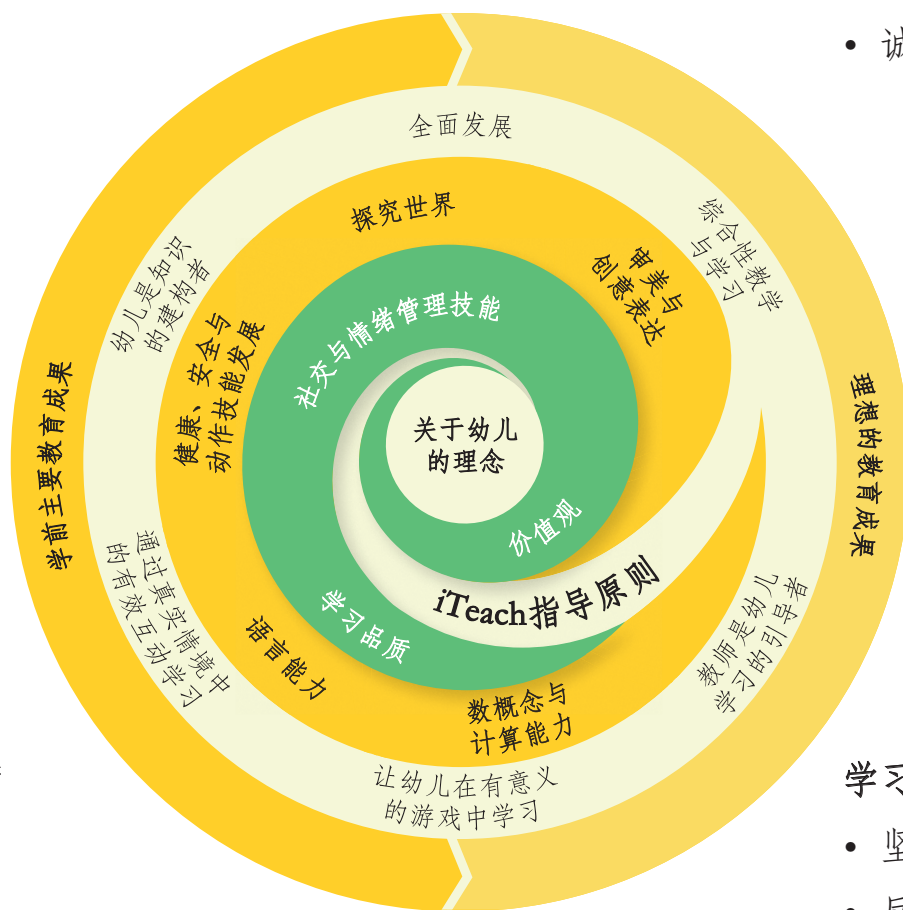 • 诚
全面发展
探究世界
综合性教学
与学习
审美与
创意表达
幼儿是知识
的建构者
社交与情绪管理技能
健康、安全与
动作技能发展
关于幼儿
的理念
学前主要教育成果
理想的教育成果
价值观
iTeach指导原则
学习品质
通过真实情境中
的有效互动学习
语言能力
教师是幼儿
学习的引导者
数概念与
计算能力
让幼儿在有意义
的游戏中学习
学习
• 坚